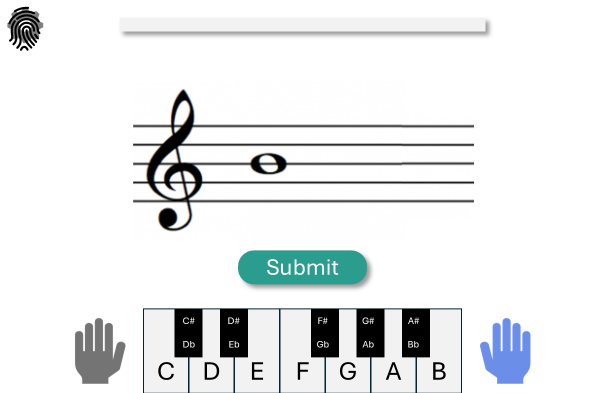 Submit
C# D# F# G# A#
Db Eb Gb Ab Bb
C D E F G A B